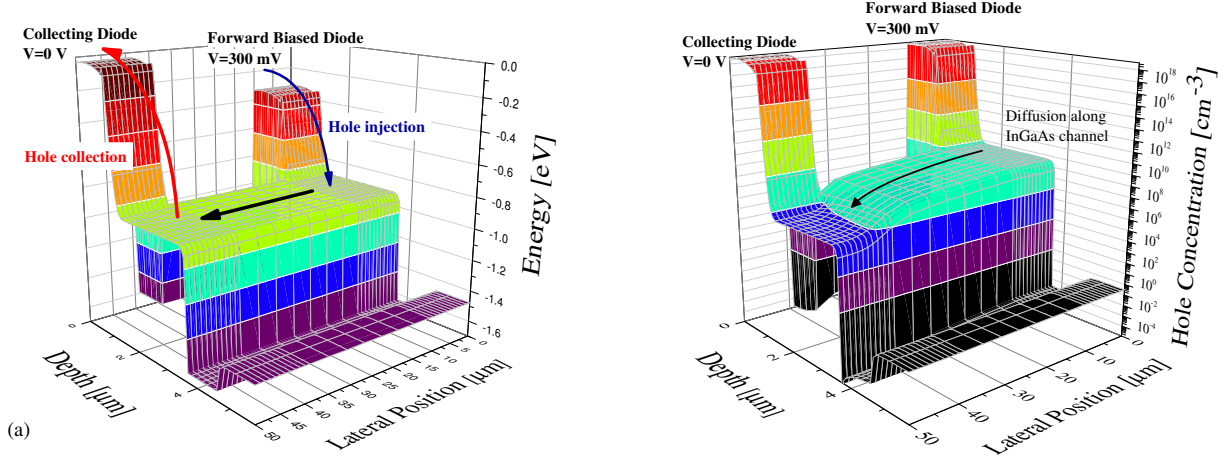 Collecting Diode
V=0 V
Forward Biased Diode
V=300 mV
Hole injection
Hole collection
0.0
-0.2
-0.4
-0.6
-0.8
-1.0
-1.2
-1.4
-1.6
Energy [eV]
0
2
4
Depth [μm]
50
45
40
35
30
25
20
15
10
5
0
Lateral Position [μm]
(a)
Forward Biased Diode
V=300 mV
Collecting Diode
V=0 V
Diffusion along
InGaAs channel
10^18
10^16
10^14
10^12
10^10
10^8
10^6
10^4
10^2
10^0
10^-2
10^-4
Hole Concentration [cm^-3]
0
2
4
Depth [μm]
50
40
30
20
10
0
Lateral Position [μm]